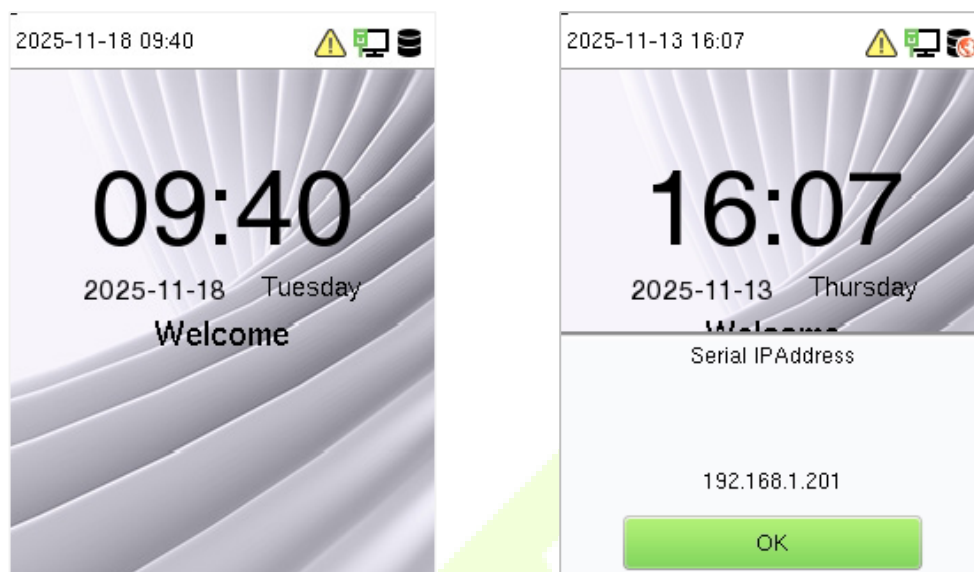 2025-11-18 09:40
09:40
2025-11-18 Tuesday
Welcome
2025-11-13 16:07
16:07
2025-11-13 Thursday
Welcome
Serial IPAddress
192.168.1.201
OK